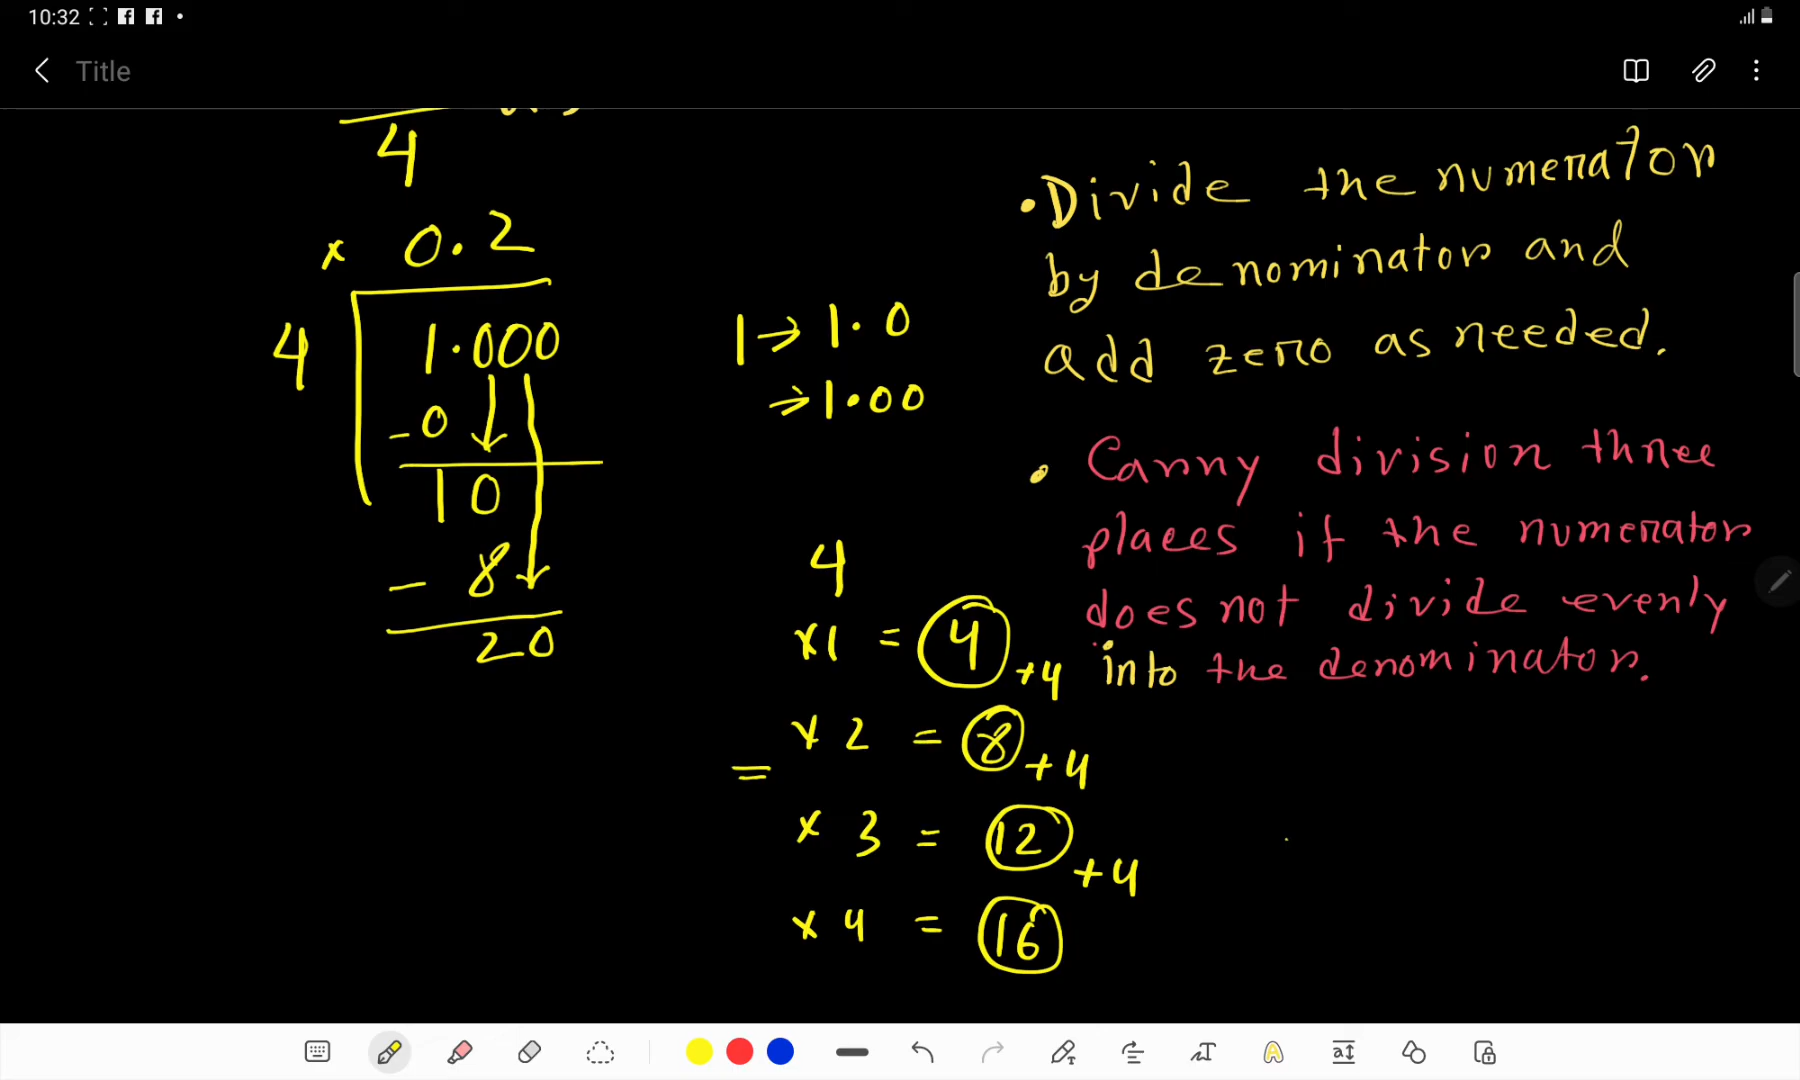 10:32
Title
4
× 0.2
4 1.000
- 0
10
- 8
20
1 → 1.0
→ 1.00
4
×1 = 4 +4
= × 2 = 8 +4
× 3 = 12 +4
× 4 = 16
• Divide the numerator
by denominator and
add zero as needed.
• Carry division three
places if the numerator
does not divide evenly
into the denominator.